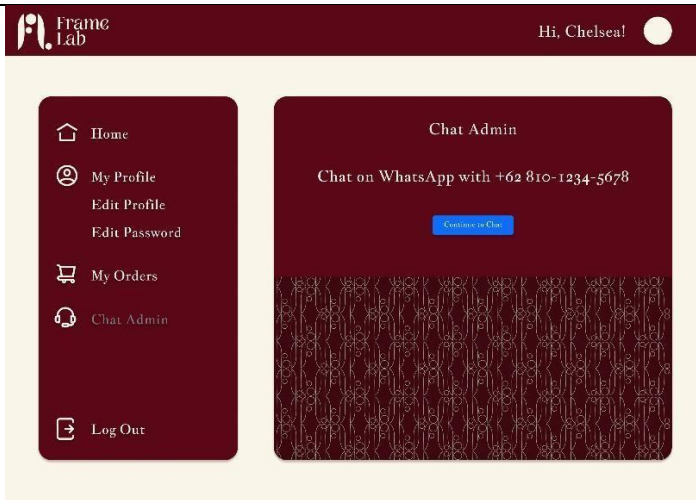 Frame
Lab
Hi, Chelsea!
Home
My Profile
Edit Profile
Edit Password
My Orders
Chat Admin
Log Out
Chat Admin
Chat on WhatsApp with +62 810-1234-5678
Continue to Chat